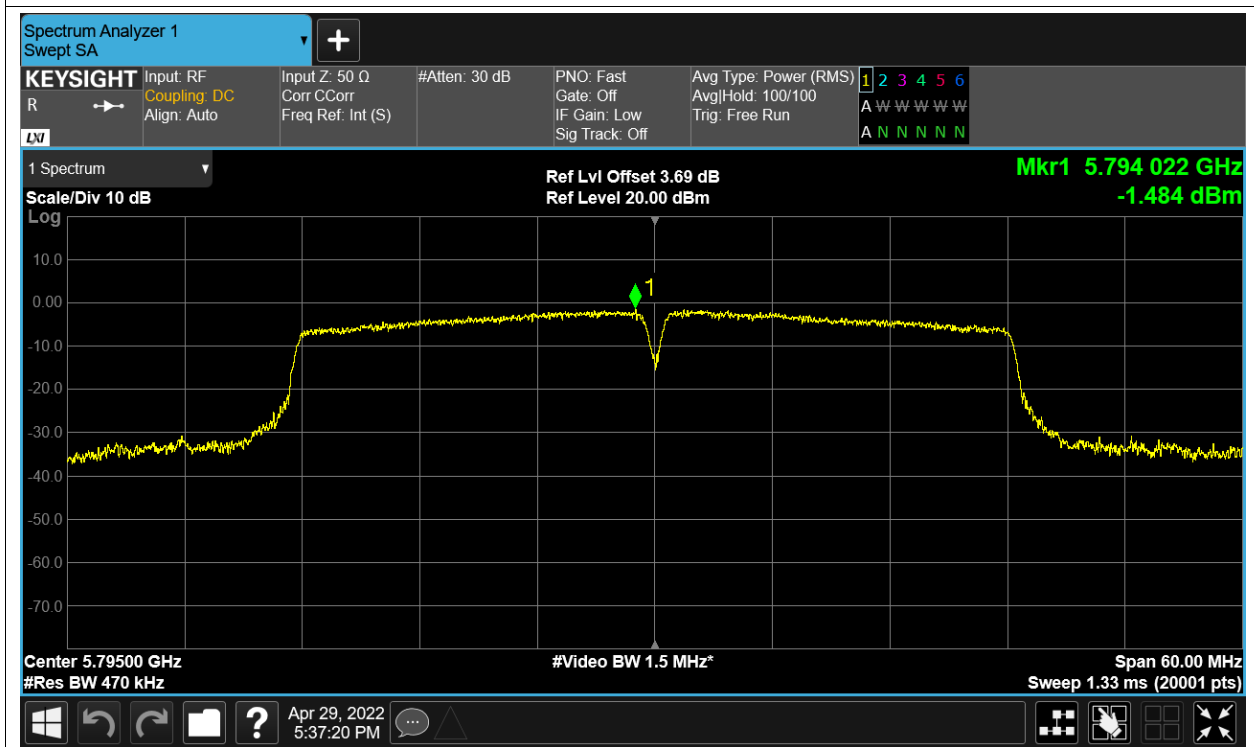 Spectrum Analyzer 1
Swept SA
KEYSIGHT
R
LXI
Input: RF
Coupling: DC
Align: Auto
Input Z: 50 Ω
Corr CCorr
Freq Ref: Int (S)
#Atten: 30 dB
PNO: Fast
Gate: Off
IF Gain: Low
Sig Track: Off
Avg Type: Power (RMS)
Avg|Hold: 100/100
Trig: Free Run
1 2 3 4 5 6
A W W W W W
A N N N N N
1 Spectrum
Scale/Div 10 dB
Log
Ref Lvl Offset 3.69 dB
Ref Level 20.00 dBm
Mkr1 5.794 022 GHz
-1.484 dBm
1
10.0
0.00
-10.0
-20.0
-30.0
-40.0
-50.0
-60.0
-70.0
Center 5.79500 GHz
#Res BW 470 kHz
#Video BW 1.5 MHz*
Span 60.00 MHz
Sweep 1.33 ms (20001 pts)
?
Apr 29, 2022
5:37:20 PM